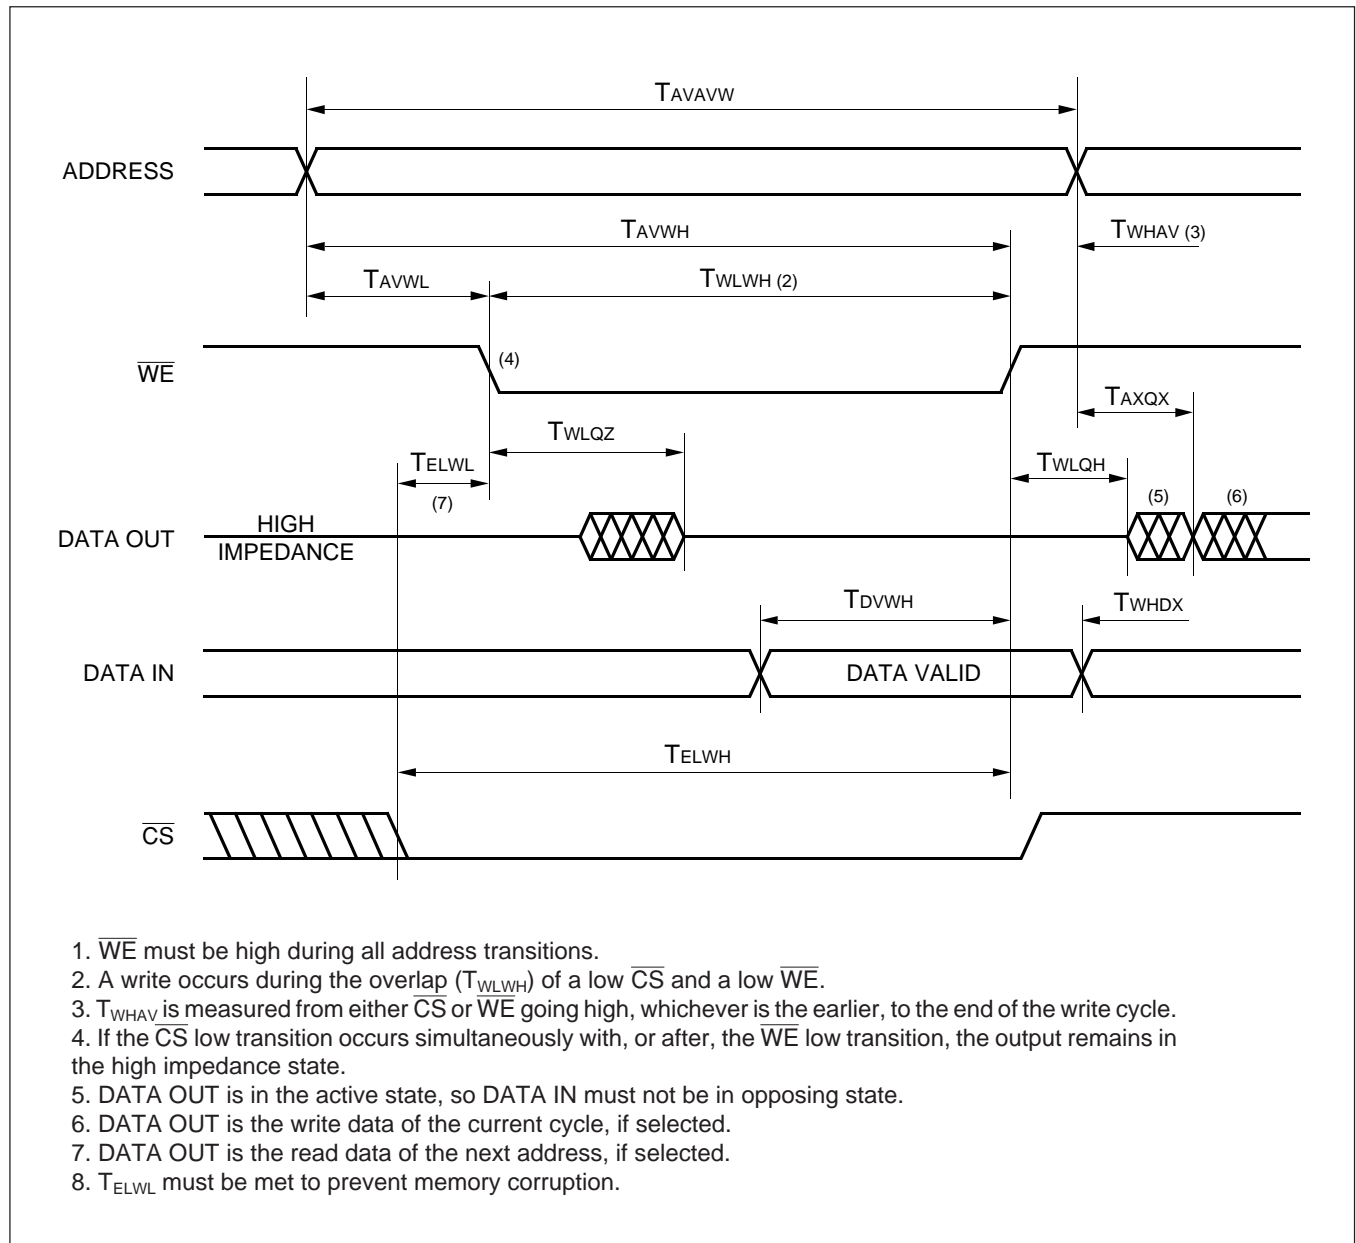 TAVAVW
ADDRESS
TAVWH
TWHAV (3)
TAVWL
TWLWH (2)
WE
(4)
TAXQX
TWLQZ
TELWL
TWLQH
(7)
(5)
(6)
DATA OUT
HIGH
IMPEDANCE
TDVWH
TWHDX
DATA IN
DATA VALID
TELWH
CS
1. WE must be high during all address transitions.
2. A write occurs during the overlap (TWLWH) of a low CS and a low WE.
3. TWHAV is measured from either CS or WE going high, whichever is the earlier, to the end of the write cycle.
4. If the CS low transition occurs simultaneously with, or after, the WE low transition, the output remains in
the high impedance state.
5. DATA OUT is in the active state, so DATA IN must not be in opposing state.
6. DATA OUT is the write data of the current cycle, if selected.
7. DATA OUT is the read data of the next address, if selected.
8. TELWL must be met to prevent memory corruption.